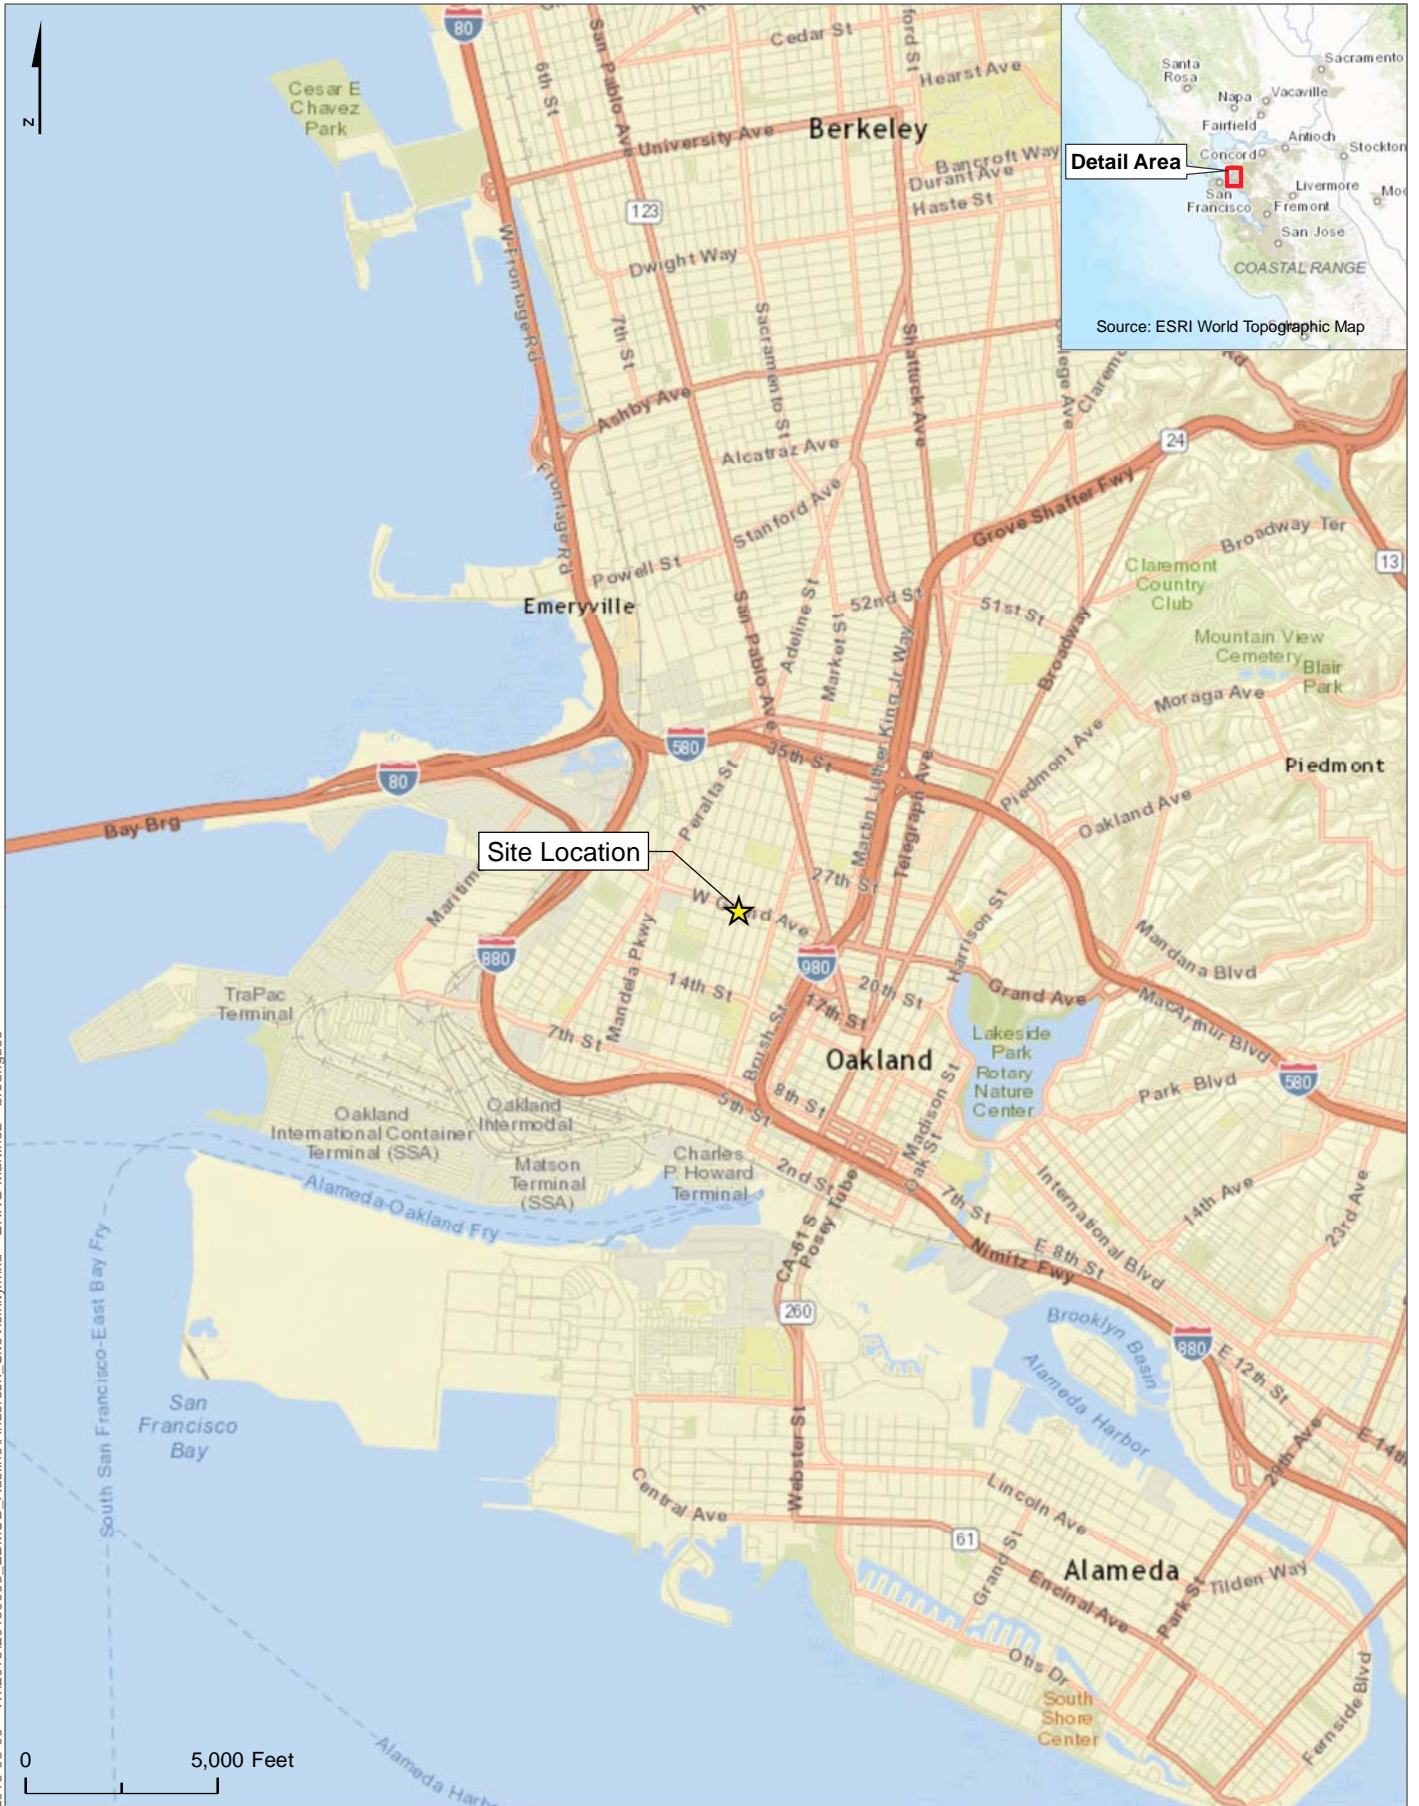 N
80
Cesar E
Chavez
Park
6th St
San Pablo Ave
Cedar St
Hearst Ave
University Ave
Berkeley
Bancroft Way
Durant Ave
Haste St
123
W Frontage Rd
Dwight Way
7th St
Sacramento St
Shattuck Ave
Ashby Ave
Alcatraz Ave
Stanford Ave
Frontage Rd
Powell St
Emeryville
Santa
Rosa
Sacramento
Napa
Vacaville
Fairfield
Antioch
Concord
Stockton
Detail Area
San
Francisco
Livermore
Fremont
San Jose
COASTAL RANGE
Source: ESRI World Topographic Map
24
Grove Shafter Fwy
Broadway Ter
13
Claremont
Country
Club
Mountain View
Cemetery
Blair
Park
Moraga Ave
Piedmont
San Pablo Ave
Adeline St
Market St
52nd St
51st St
Broadway
Martin Luther King Jr Way
Piedmont Ave
Oakland Ave
580
35th St
Telegraph Ave
Peralta St
80
Bay Brg
Site Location
27th St
Harrison St
Mandana Blvd
880
Mandela Pkwy
14th St
980
20th St
17th St
Grand Ave
MacArthur Blvd
TraPac
Terminal
7th St
Brush St
Oakland
Lakeside
Park
Rotary
Nature
Center
Park Blvd
580
8th St
5th St
Madison St
Oak St
Oakland
International Container
Terminal (SSA)
Oakland
Intermodal
Matson
Terminal
(SSA)
Charles
P. Howard
Terminal
2nd St
7th St
International Blvd
14th Ave
23rd Ave
Alameda-Oakland Fry
CA-61 S
Posey Tube
Nimitz Fwy
E 8th St
260
Brooklyn Basin
880
E 12th St
South San Francisco-East Bay Fry
San
Francisco
Bay
Alameda Harbor
29th Ave
E 14th
Central Ave
Webster St
Lincoln Ave
61
Grand St
Alameda
Encinal Ave
Park St
Tilden Way
Otis Dr
South
Shore
Center
Fernside Blvd
0
5,000 Feet